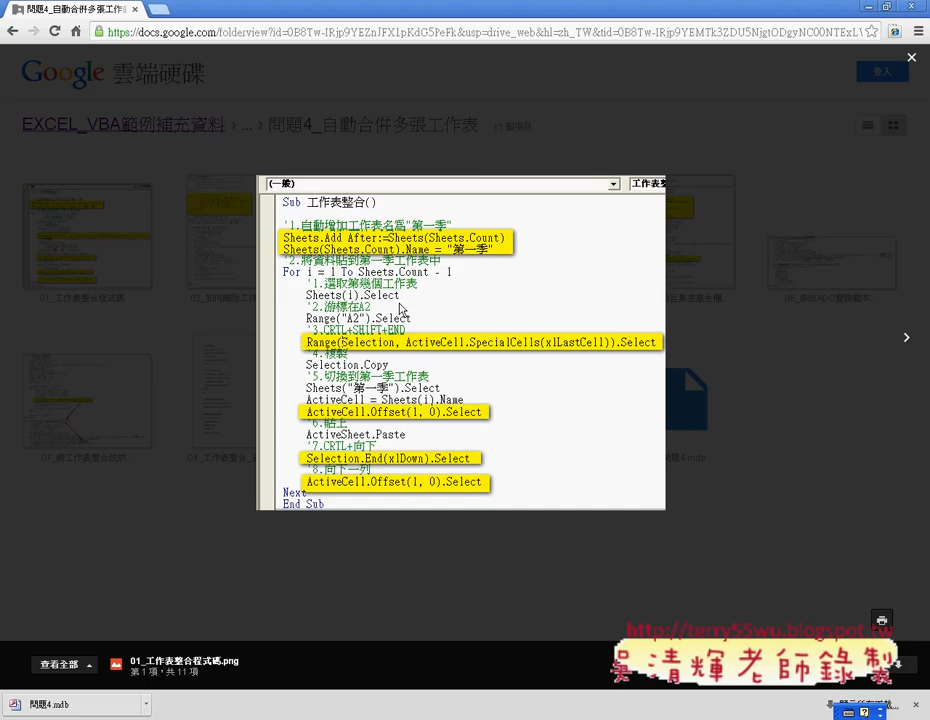 問題4_自動合併多張工作表
https://docs.google.com/folderview?id=0B8Tw-IRjp9YEZnJFX1pKdG5PeFk&usp=drive_web&hl=zh_TW&tid=0B8Tw-IRjp9YEMTk3ZDU5NjgtODgyNC00NTExL
Google 雲端硬碟
登入
EXCEL_VBA範例補充資料 › ... › 問題4_自動合併多張工作表 11 個項目
(一般)
Sub 工作表整合()
'1.自動增加工作表名為"第一季"
Sheets.Add After:=Sheets(Sheets.Count)
Sheets(Sheets.Count).Name = "第一季"
'2.將資料貼到第一季工作表中
For i = 1 To Sheets.Count - 1
'1.選取第幾個工作表
Sheets(i).Select
'2.游標在A2
Range("A2").Select
'3.CRTL+SHIFT+END
Range(Selection, ActiveCell.SpecialCells(xlLastCell)).Select
'4.複製
Selection.Copy
'5.切換到第一季工作表
Sheets("第一季").Select
ActiveCell = Sheets(i).Name
ActiveCell.Offset(1, 0).Select
'6.貼上
ActiveSheet.Paste
'7.CRTL+向下
Selection.End(xlDown).Select
'8.向下一列
ActiveCell.Offset(1, 0).Select
Next
End Sub
01_工作表整合程式碼
http://terry55wu.blogspot.tw
吳清輝老師錄製
查看全部
01_工作表整合程式碼.png
第 1 項，共 11 項
問題4.mdb